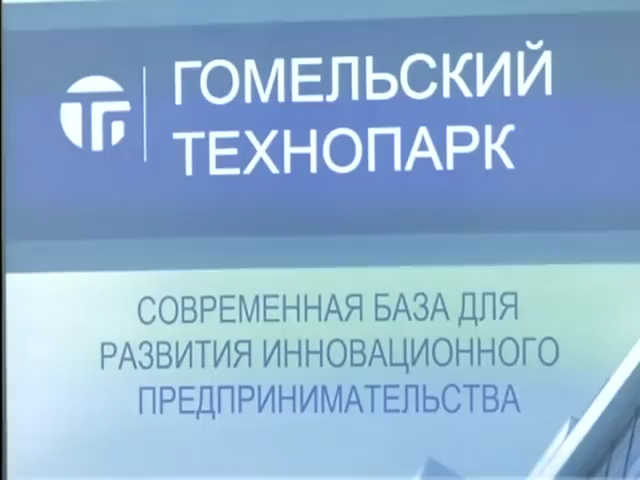 ГОМЕЛЬСКИЙ
ТЕХНОПАРК
СОВРЕМЕННАЯ БАЗА ДЛЯ
РАЗВИТИЯ ИННОВАЦИОННОГО
ПРЕДПРИНИМАТЕЛЬСТВА